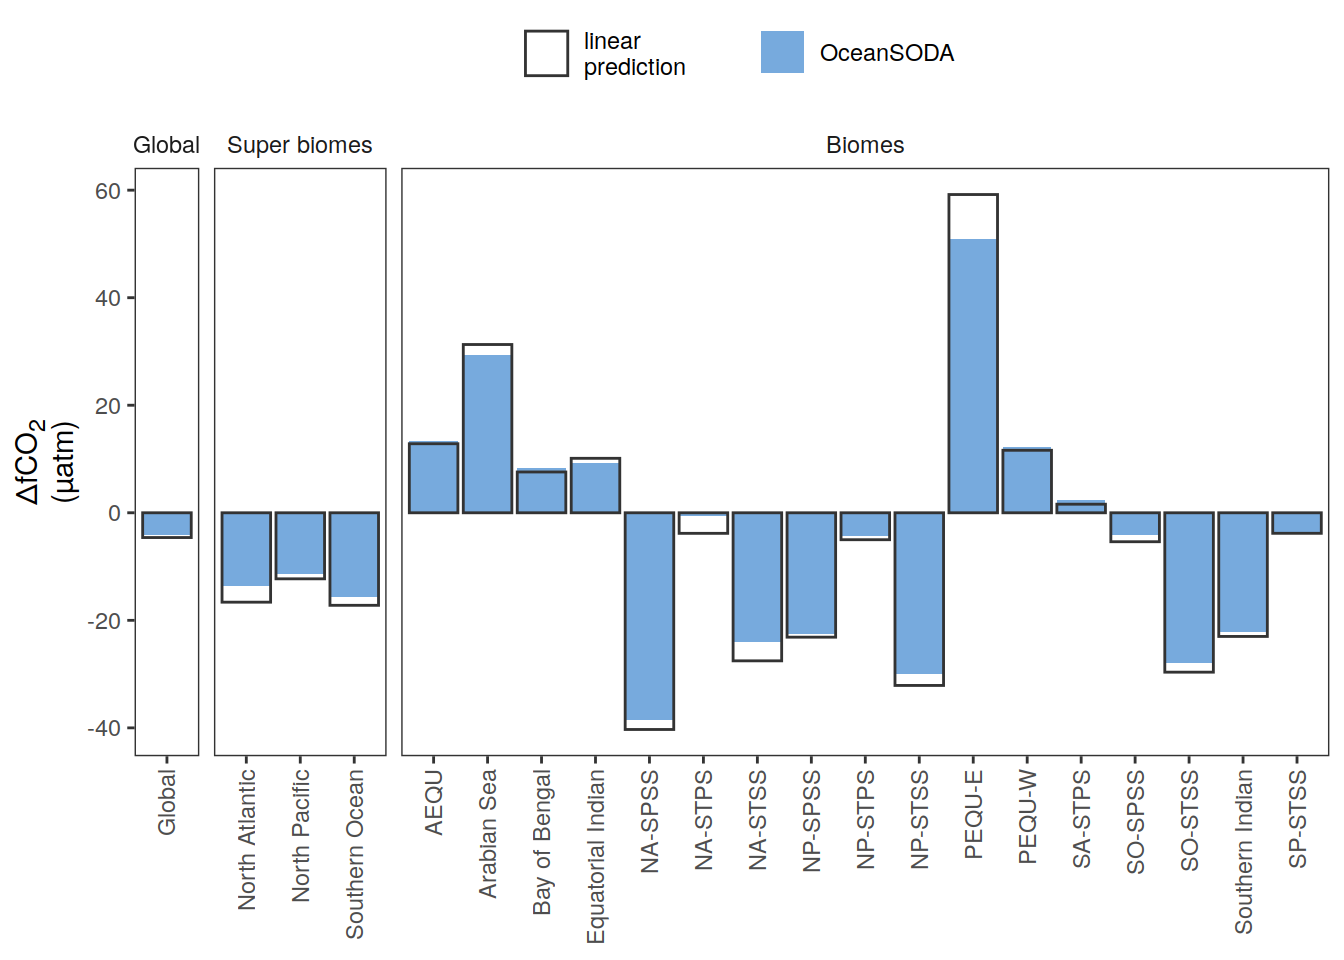 linear
prediction
OceanSODA
Global
Super biomes
Biomes
ΔfCO₂
(µatm)
60
40
20
0
-20
-40
Global
North Atlantic
North Pacific
Southern Ocean
AEQU
Arabian Sea
Bay of Bengal
Equatorial Indian
NA-SPSS
NA-STPS
NA-STSS
NP-SPSS
NP-STPS
NP-STSS
PEQU-E
PEQU-W
SA-STPS
SO-SPSS
SO-STSS
Southern Indian
SP-STSS